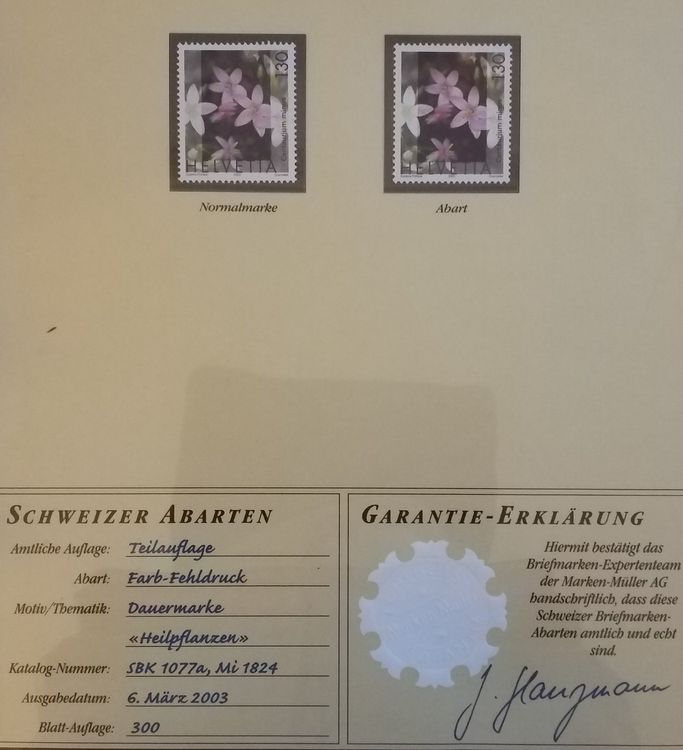 130
130
Centaurium minus
HELVETIA
HELVETIA
Normalmarke
Abart
SCHWEIZER ABARTEN
Amtliche Auflage: Teilauflage
Abart: Farb-Fehldruck
Motiv/Thematik: Dauermarke
«Heilpflanzen»
Katalog-Nummer: SBK 1077a, Mi 1824
Ausgabedatum: 6. März 2003
Blatt-Auflage: 300
GARANTIE-ERKLÄRUNG
Hiermit bestätigt das
Briefmarken-Expertenteam
der Marken-Müller AG
handschriftlich, dass diese
Schweizer Briefmarken-
Abarten amtlich und echt
sind.